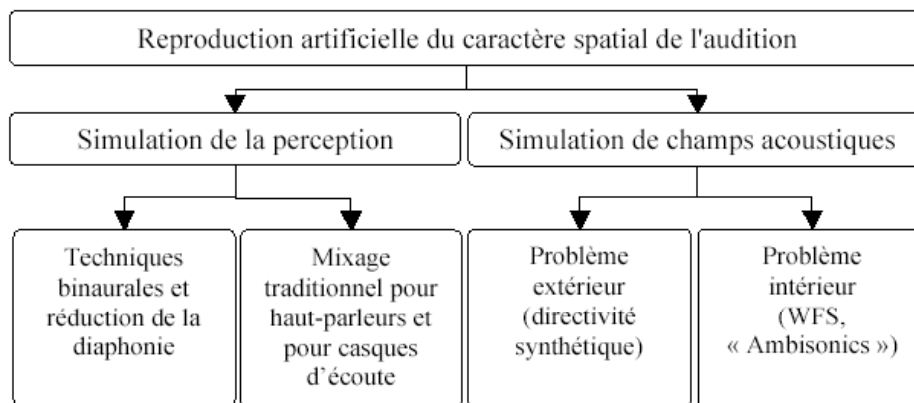 Reproduction artificielle du caractère spatial de l'audition
Simulation de la perception
Simulation de champs acoustiques
Techniques
binaurales et
réduction de la
diaphonie
Mixage
traditionnel pour
haut-parleurs et
pour casques
d’écoute
Problème
extérieur
(directivité
synthétique)
Problème
intérieur
(WFS,
« Ambisonics »)